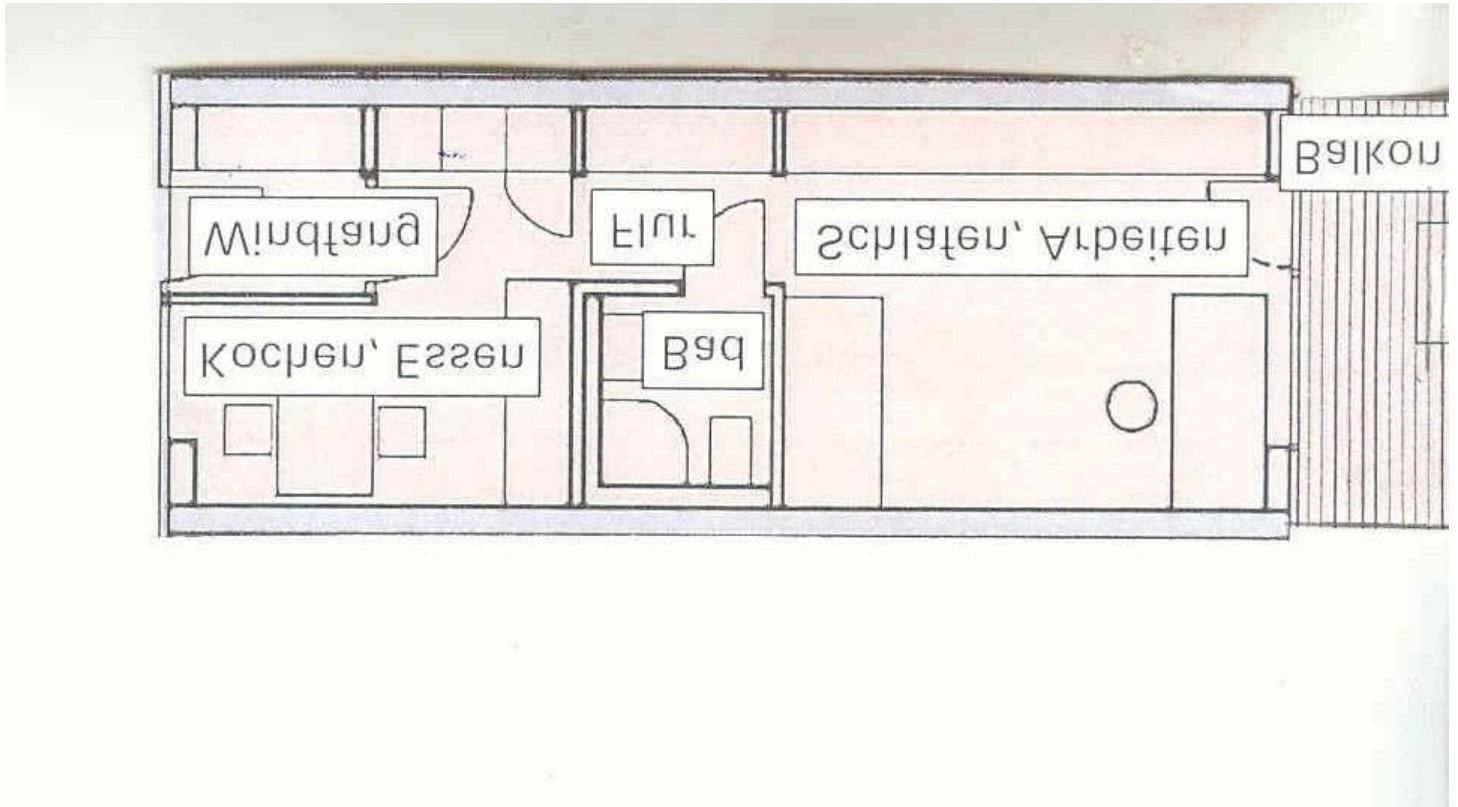 Balkon
Windfang
Flur
Schlafen, Arbeiten
Kochen, Essen
Bad